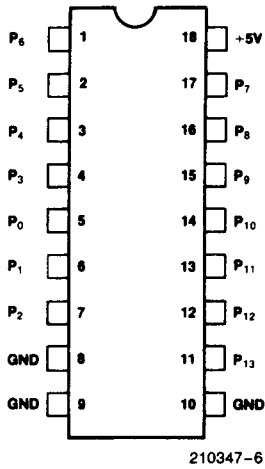 P₆ 1 18 +5V
P₅ 2 17 P₇
P₄ 3 16 P₈
P₃ 4 15 P₉
P₀ 5 14 P₁₀
P₁ 6 13 P₁₁
P₂ 7 12 P₁₂
GND 8 11 P₁₃
GND 9 10 GND
210347-6